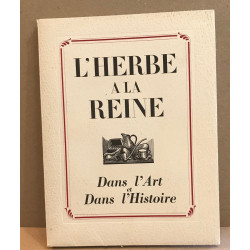 L'HERBE
A LA
REINE
Dans l'Art
et
Dans l'Histoire